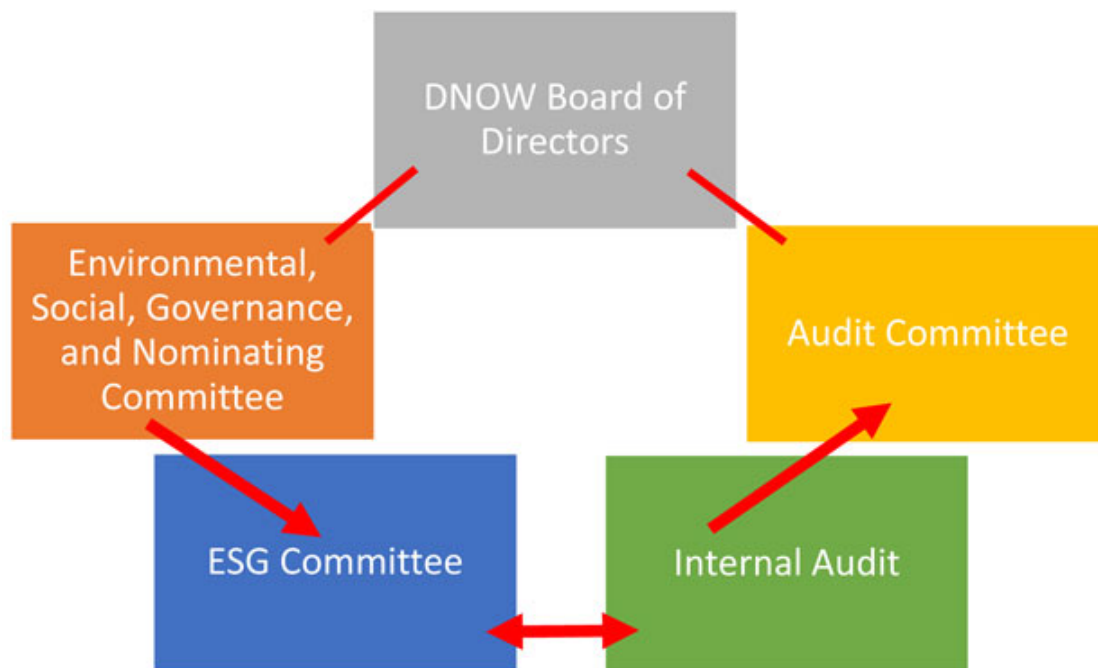 DNOW Board of
Directors
Environmental,
Social, Governance,
and Nominating
Committee
Audit Committee
ESG Committee
Internal Audit